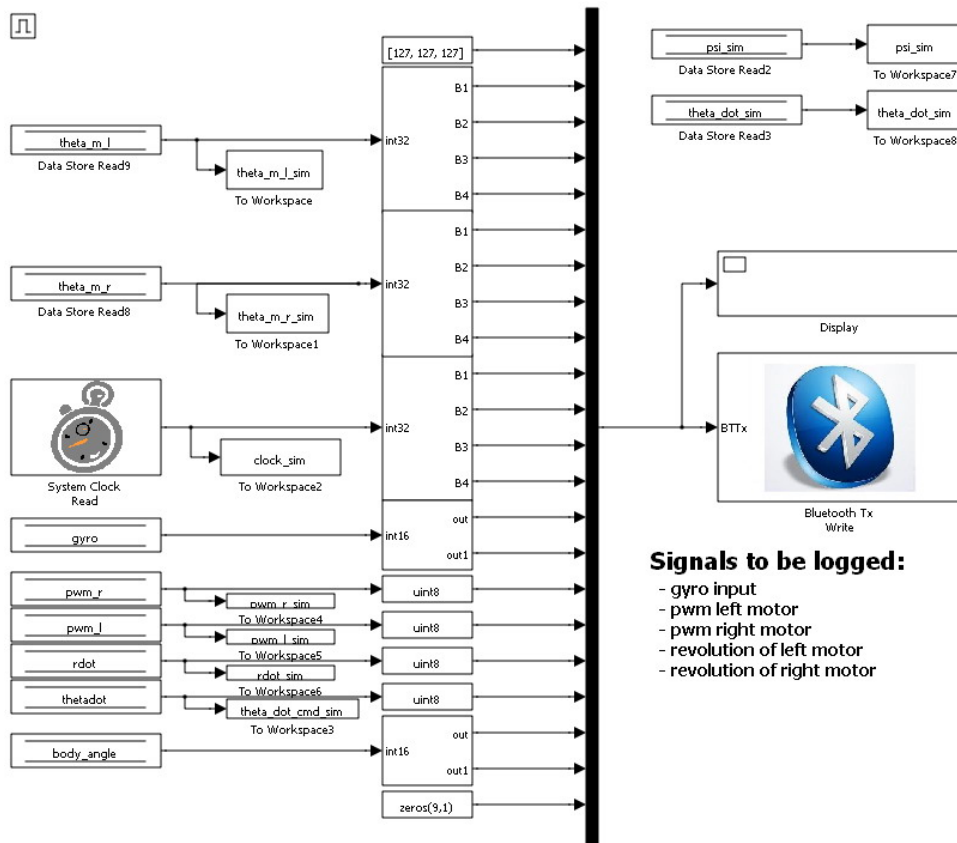 [127, 127, 127]
B1
B2
B3
B4
int32
theta_m_l
Data Store Read9
theta_m_l_sim
To Workspace
B1
B2
B3
B4
int32
theta_m_r
Data Store Read8
theta_m_r_sim
To Workspace1
B1
B2
B3
B4
int32
System Clock
Read
clock_sim
To Workspace2
gyro
int16
out
out1
pwm_r
pwm_r_sim
To Workspace4
uint8
pwm_l
pwm_l_sim
To Workspace5
uint8
rdot
rdot_sim
To Workspace6
uint8
thetadot
theta_dot_cmd_sim
To Workspace3
uint8
body_angle
int16
out
out1
zeros(9,1)
psi_sim
Data Store Read2
psi_sim
To Workspace7
theta_dot_sim
Data Store Read3
theta_dot_sim
To Workspace8
Display
BTTx
Bluetooth Tx
Write
Signals to be logged:
- gyro input
- pwm left motor
- pwm right motor
- revolution of left motor
- revolution of right motor